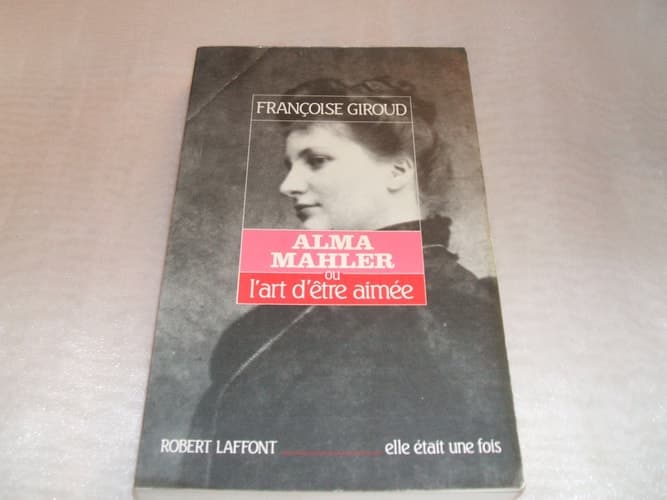 FRANÇOISE GIROUD
ALMA
MAHLER
ou
l'art d'être aimée
ROBERT LAFFONT elle était une fois